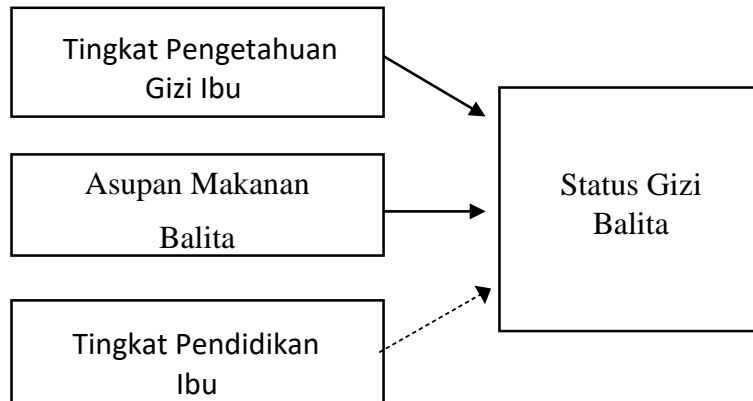 Tingkat Pengetahuan
Gizi Ibu
Asupan Makanan
Balita
Tingkat Pendidikan
Ibu
Status Gizi
Balita